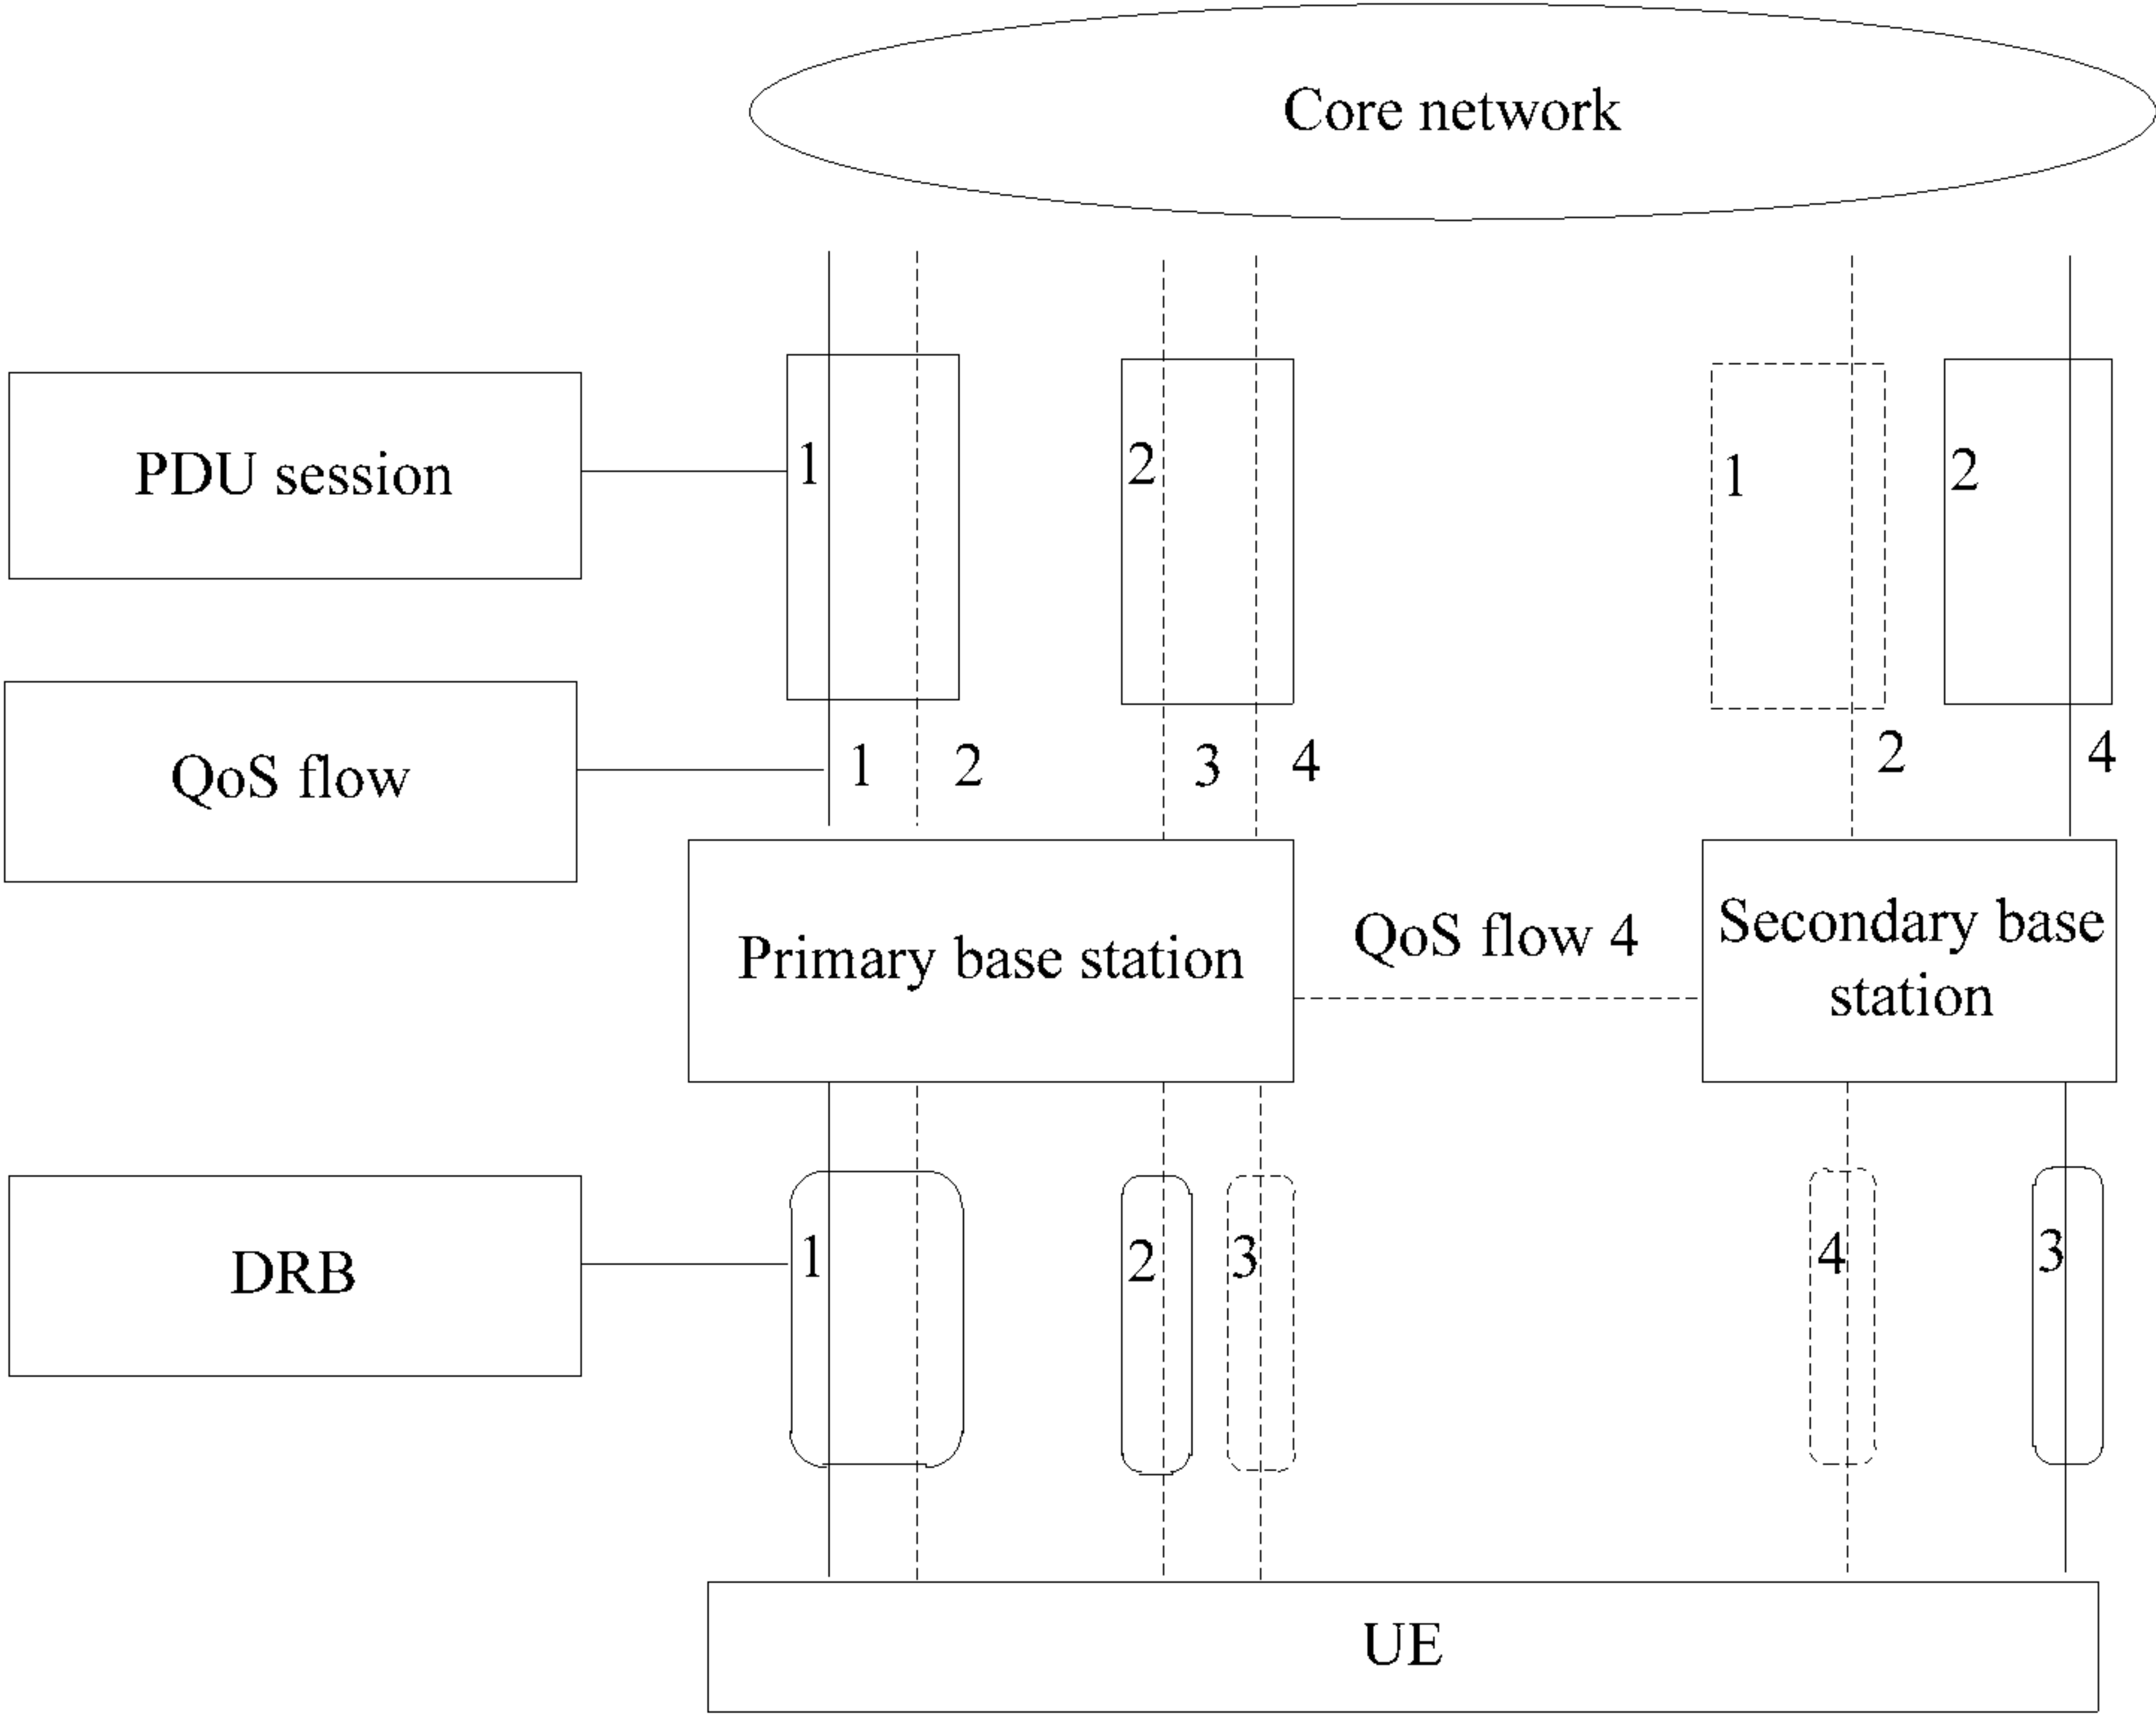 Core network
PDU session
1
2
1
2
QoS flow
1
2
3
4
2
4
Primary base station
QoS flow 4
Secondary base
station
DRB
1
2
3
4
3
UE